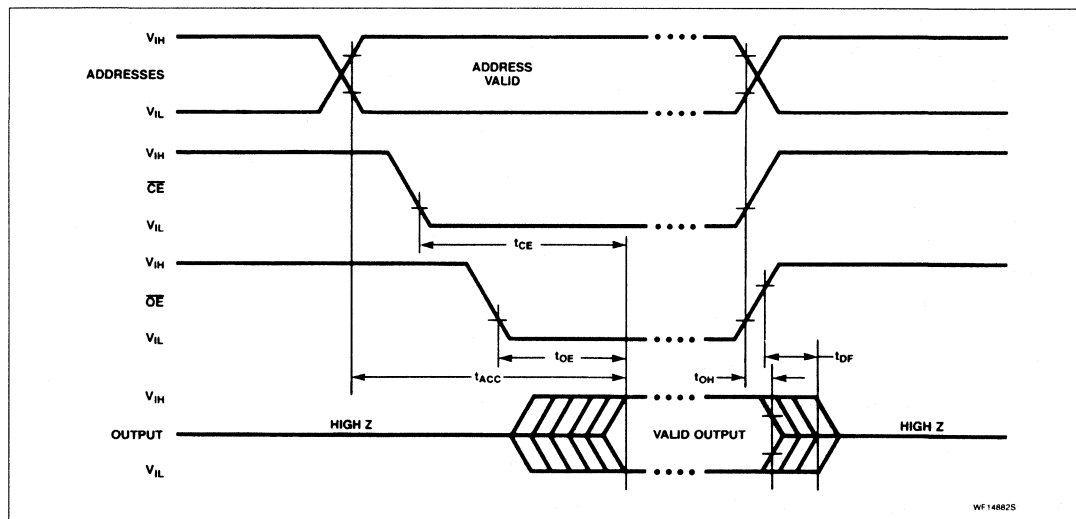 VIH
ADDRESSES
ADDRESS
VALID
VIL
VIH
CE
VIL
tCE
VIH
OE
VIL
tOE
tDF
tACC
tOH
VIH
HIGH Z
OUTPUT
VALID OUTPUT
HIGH Z
VIL
WF14882S